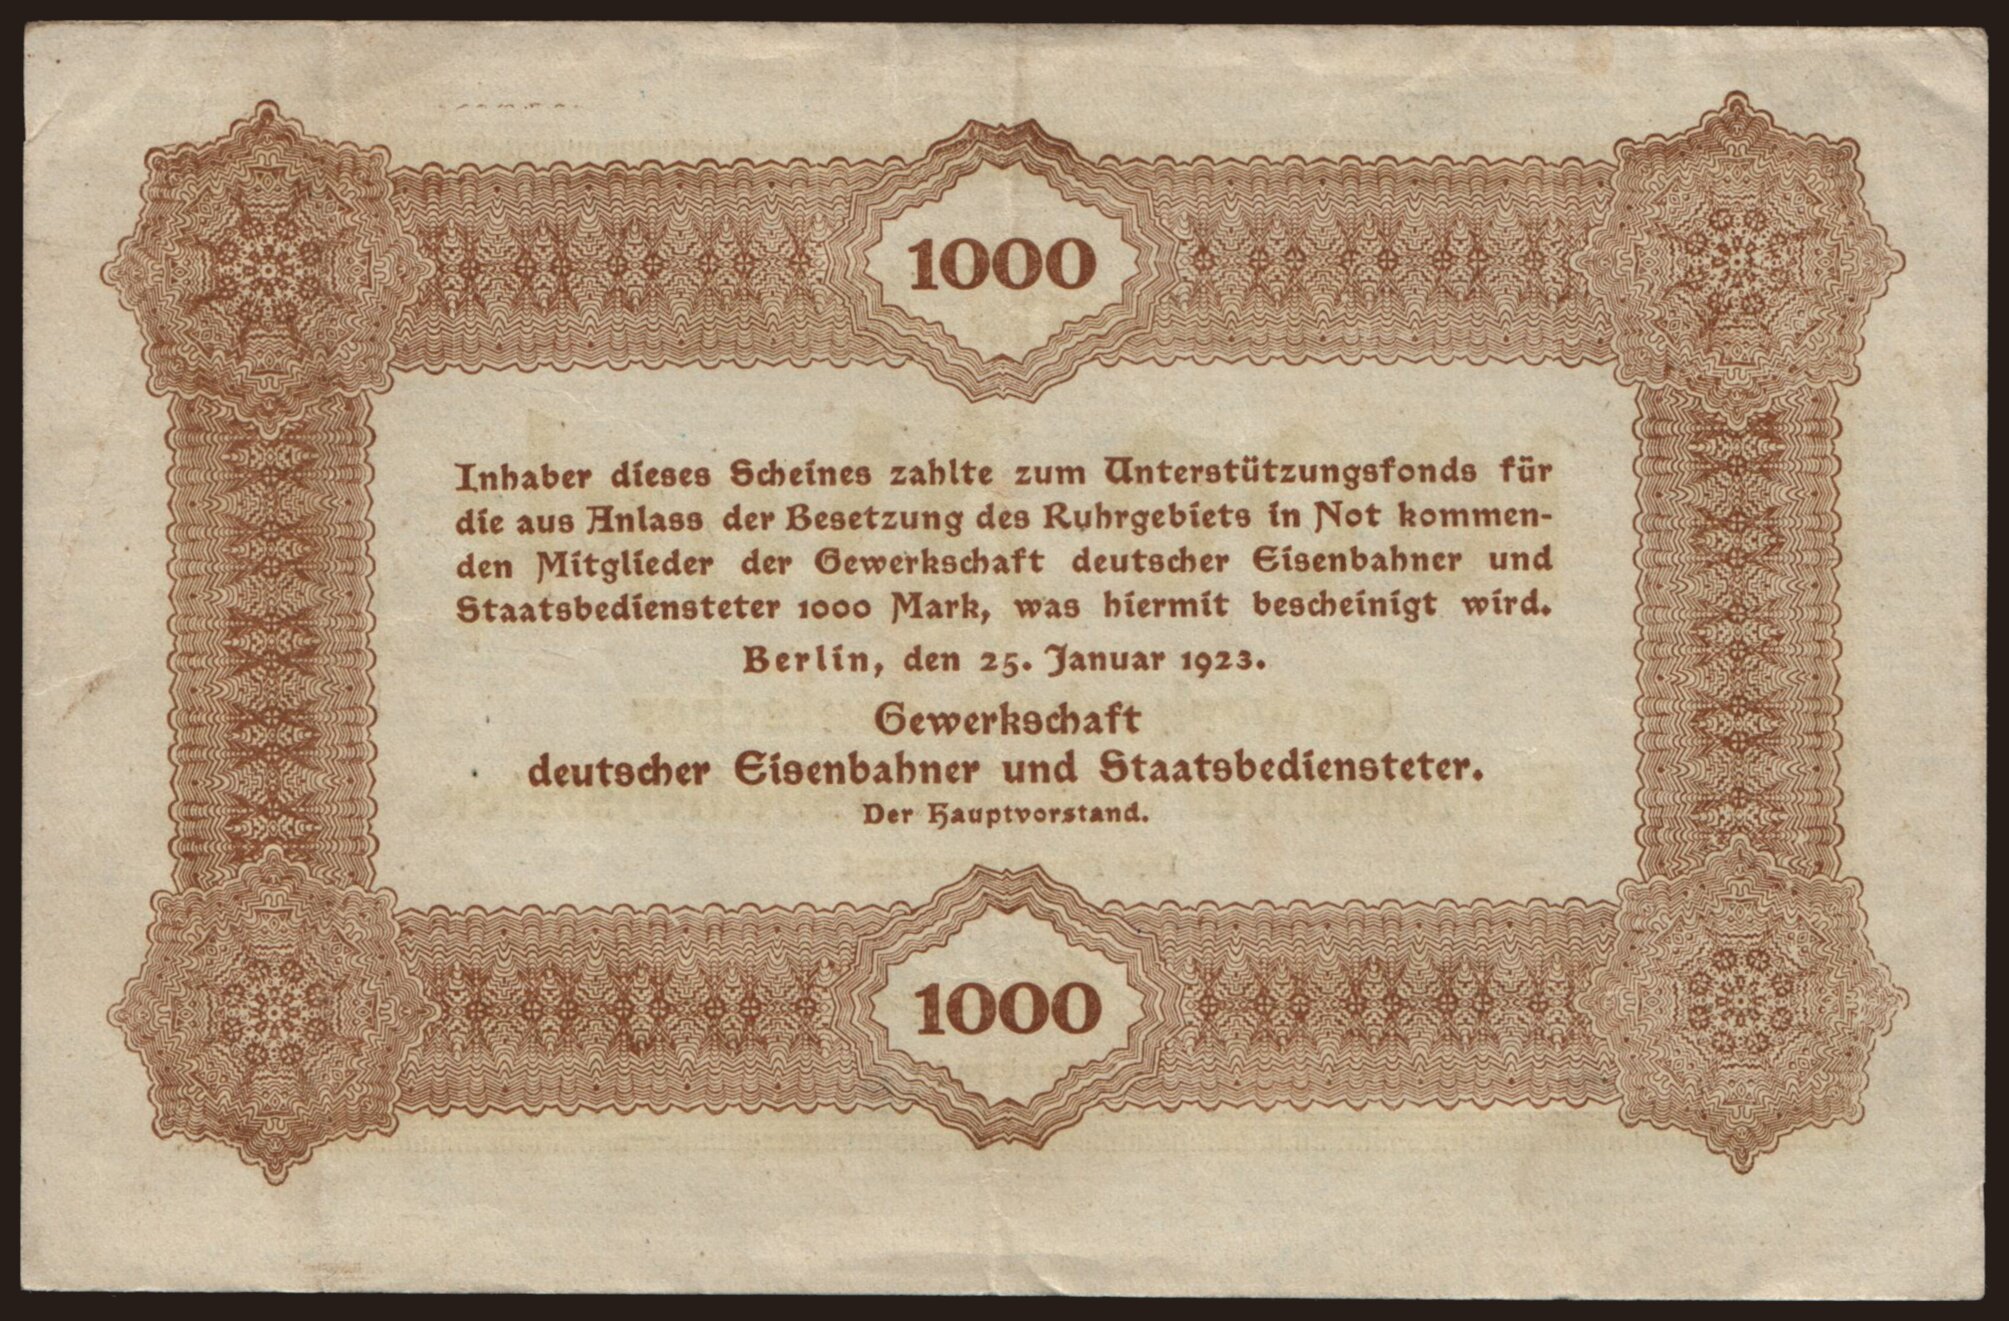 1000
Inhaber dieses Scheines zahlte zum Unterstützungsfonds für
die aus Anlass der Besetzung des Ruhrgebiets in Not kommen-
den Mitglieder der Gewerkschaft deutscher Eisenbahner und
Staatsbediensteter 1000 Mark, was hiermit bescheinigt wird.
Berlin, den 25. Januar 1923.
Gewerkschaft
deutscher Eisenbahner und Staatsbediensteter.
Der Hauptvorstand.
1000